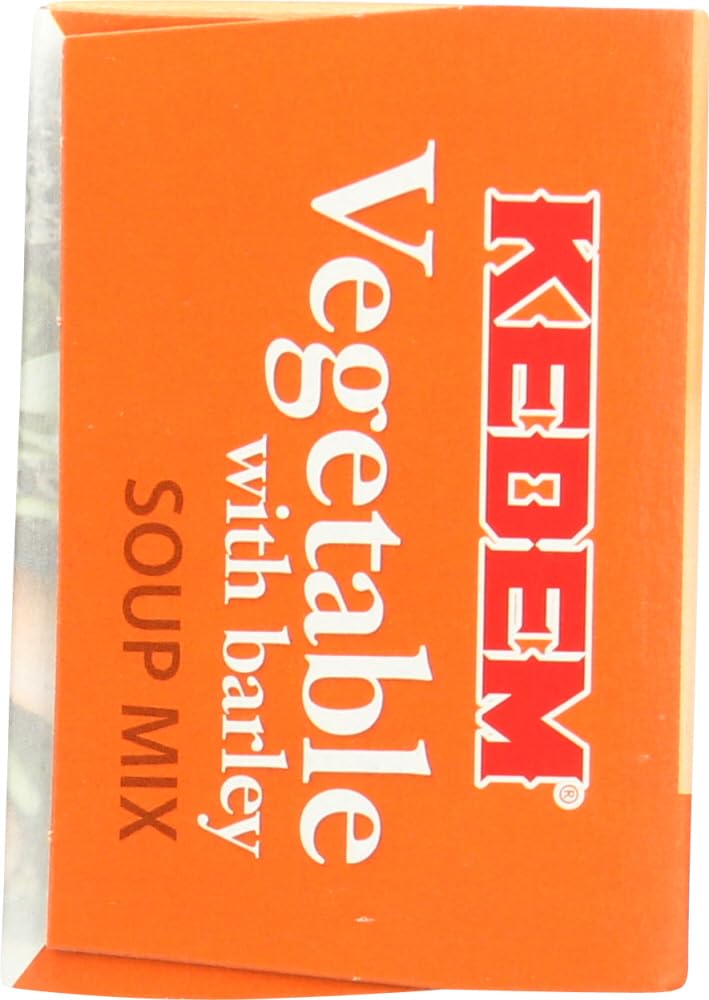 KEDEM®
Vegetable
with barley
SOUP MIX